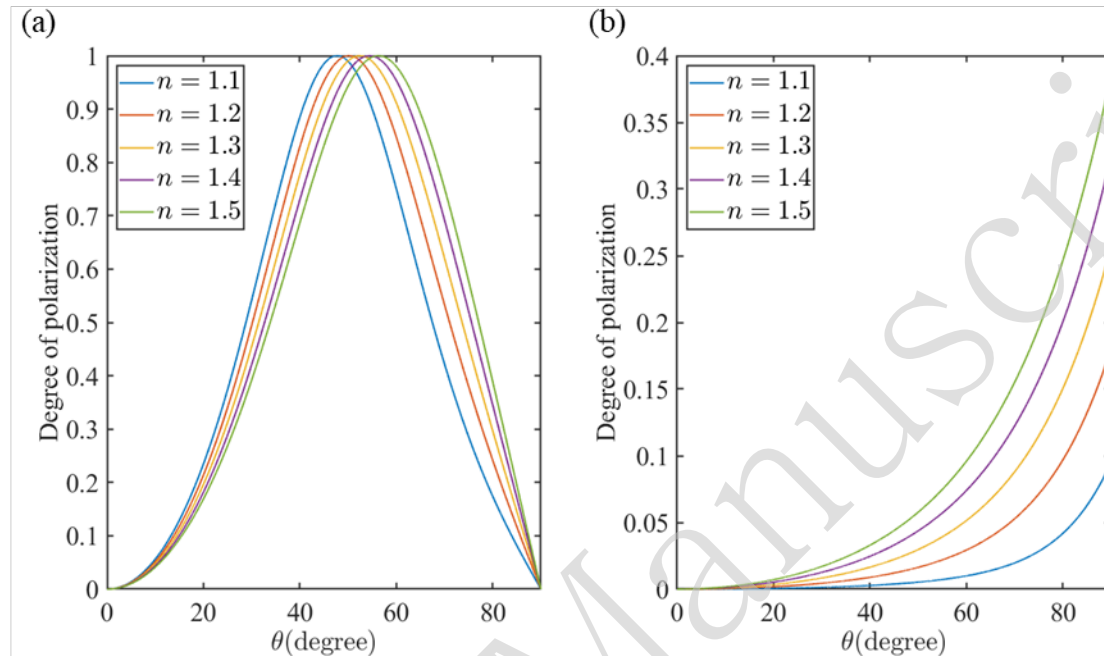 (a)
Degree of polarization
1
0.9
0.8
0.7
0.6
0.5
0.4
0.3
0.2
0.1
0
n = 1.1
n = 1.2
n = 1.3
n = 1.4
n = 1.5
0 20 40 60 80
θ(degree)
(b)
Degree of polarization
0.4
0.35
0.3
0.25
0.2
0.15
0.1
0.05
0
n = 1.1
n = 1.2
n = 1.3
n = 1.4
n = 1.5
0 20 40 60 80
θ(degree)
Manuscri